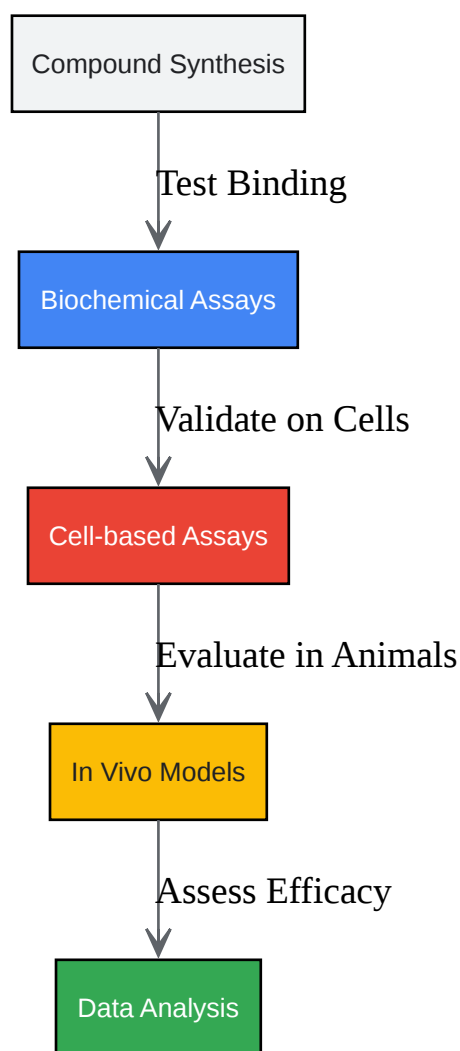 Compound Synthesis
Test Binding
Biochemical Assays
Validate on Cells
Cell-based Assays
Evaluate in Animals
In Vivo Models
Assess Efficacy
Data Analysis